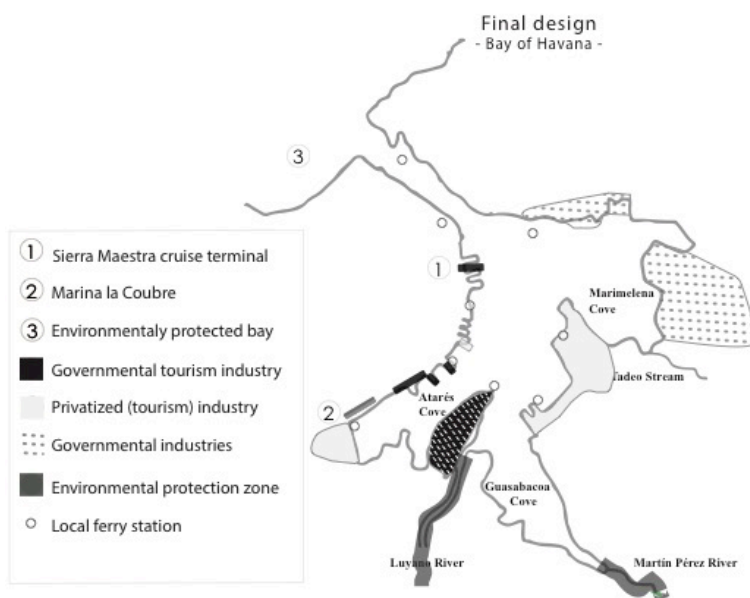 Final design
- Bay of Havana -
3
1
Sierra Maestra cruise terminal
2
Marina la Coubre
3
Environmentaly protected bay
Governmental tourism industry
Privatized (tourism) industry
Governmental industries
Environmental protection zone
Local ferry station
1
Marimelena
Cove
Tadeo Stream
2
Atarés
Cove
Guasabacoa
Cove
Luyano River
Martín Pérez River